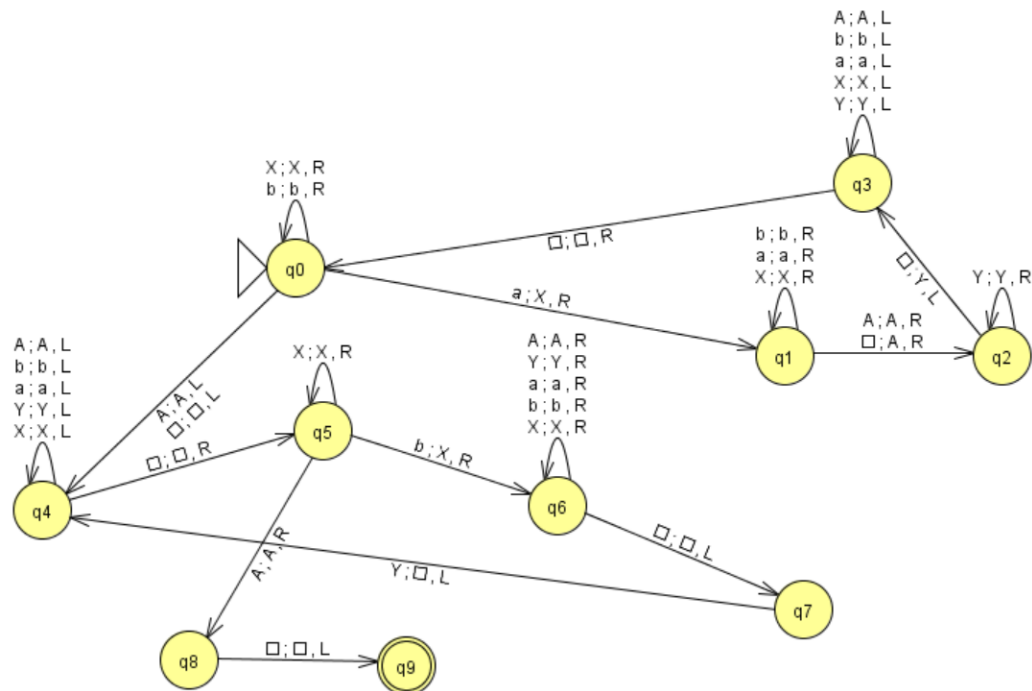 A ; A , L
b ; b , L
a ; a , L
X ; X , L
Y ; Y , L
q3
X ; X , R
b ; b , R
q0
□ ; □ , R
b ; b , R
a ; a , R
X ; X , R
q1
a ; X , R
□ ; Y , L
Y ; Y , R
q2
A ; A , R
□ ; A , R
A ; A , L
□ ; □ , L
A ; A , L
b ; b , L
a ; a , L
Y ; Y , L
X ; X , L
q4
□ ; □ , R
X ; X , R
q5
b ; X , R
A ; A , R
Y ; Y , R
a ; a , R
b ; b , R
X ; X , R
q6
□ ; □ , L
Y ; □ , L
q7
A ; A , R
q8
□ ; □ , L
q9